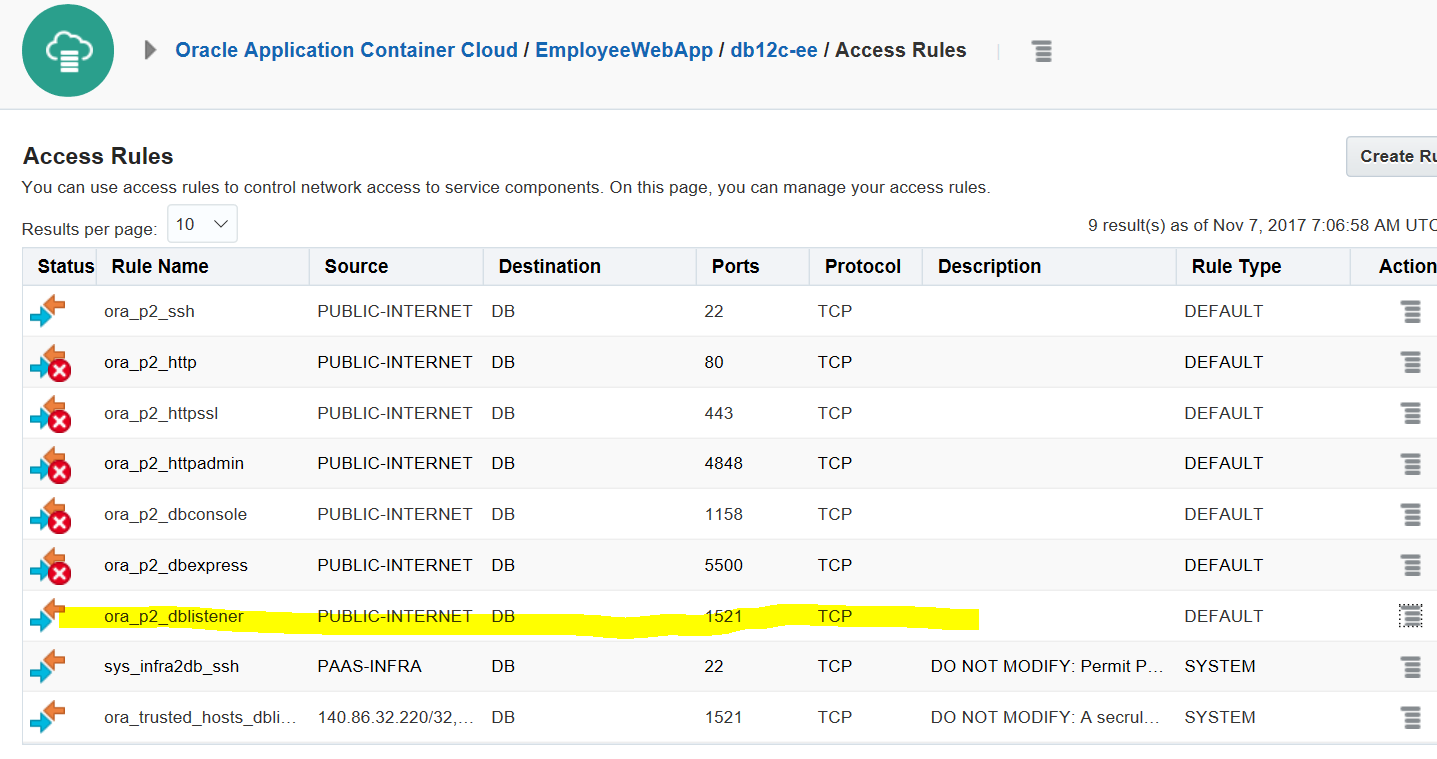 Oracle Application Container Cloud / EmployeeWebApp / db12c-ee / Access Rules
Access Rules
Create Ru
You can use access rules to control network access to service components. On this page, you can manage your access rules.
Results per page: 10
9 result(s) as of Nov 7, 2017 7:06:58 AM UTC
Status Rule Name Source Destination Ports Protocol Description Rule Type Action
ora_p2_ssh PUBLIC-INTERNET DB 22 TCP DEFAULT
ora_p2_http PUBLIC-INTERNET DB 80 TCP DEFAULT
ora_p2_httpssl PUBLIC-INTERNET DB 443 TCP DEFAULT
ora_p2_httpadmin PUBLIC-INTERNET DB 4848 TCP DEFAULT
ora_p2_dbconsole PUBLIC-INTERNET DB 1158 TCP DEFAULT
ora_p2_dbexpress PUBLIC-INTERNET DB 5500 TCP DEFAULT
ora_p2_dblistener PUBLIC-INTERNET DB 1521 TCP DEFAULT
sys_infra2db_ssh PAAS-INFRA DB 22 TCP DO NOT MODIFY: Permit P... SYSTEM
ora_trusted_hosts_dbli... 140.86.32.220/32,... DB 1521 TCP DO NOT MODIFY: A secrul... SYSTEM